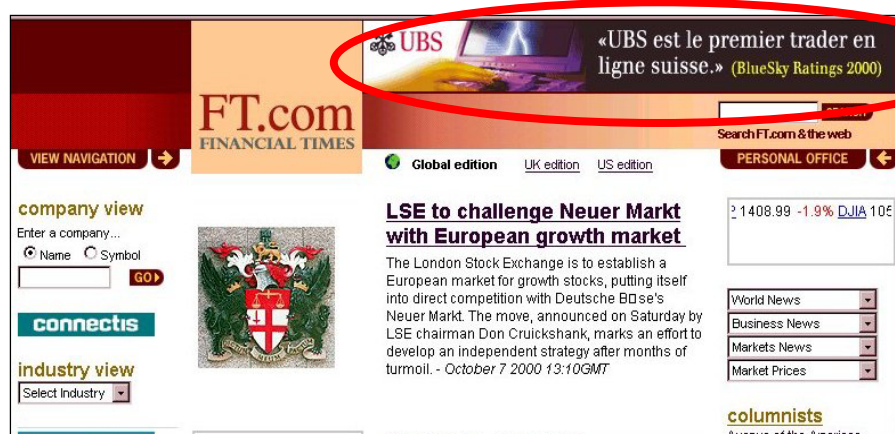 UBS
«UBS est le premier trader en
ligne suisse.» (BlueSky Ratings 2000)
FT.com
FINANCIAL TIMES
Search FT.com & the web
VIEW NAVIGATION
Global edition UK edition US edition
PERSONAL OFFICE
company view
Enter a company...
Name Symbol
GO
connectis
industry view
Select Industry
LSE to challenge Neuer Markt
with European growth market
The London Stock Exchange is to establish a
European market for growth stocks, putting itself
into direct competition with Deutsche B□se's
Neuer Markt. The move, announced on Saturday by
LSE chairman Don Cruickshank, marks an effort to
develop an independent strategy after months of
turmoil. - October 7 2000 13:10GMT
1408.99 -1.9% DJIA
World News
Business News
Markets News
Market Prices
columnists